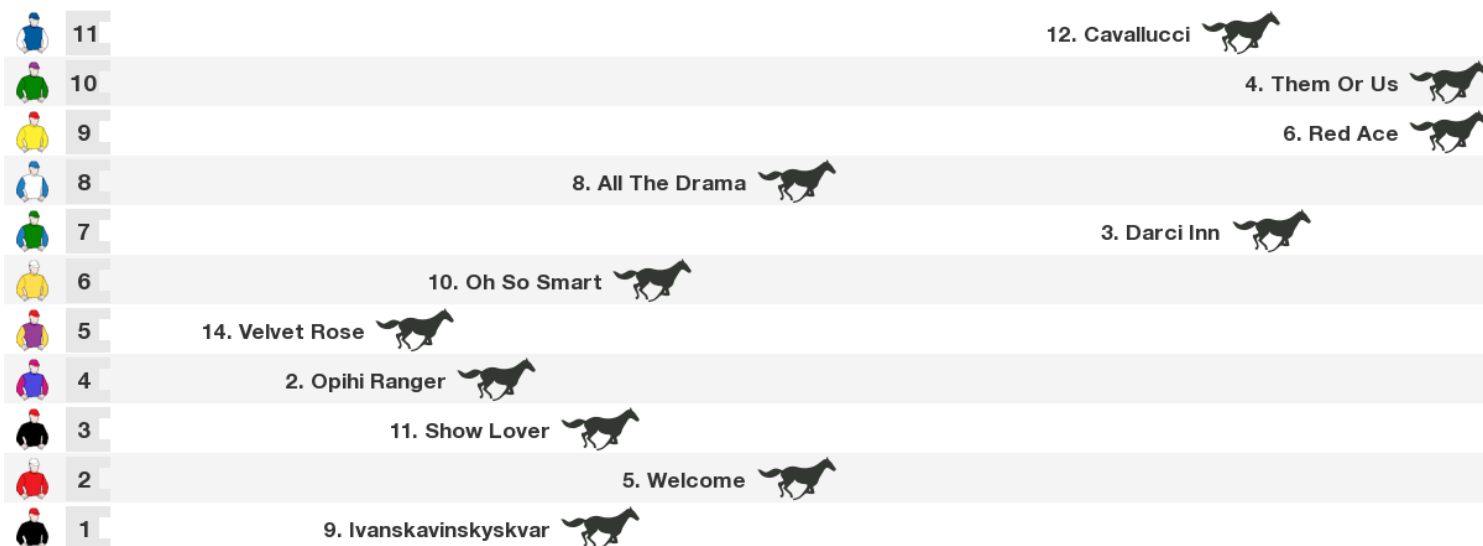 11 12. Cavallucci
10 4. Them Or Us
9 6. Red Ace
8 8. All The Drama
7 3. Darci Inn
6 10. Oh So Smart
5 14. Velvet Rose
4 2. Opihi Ranger
3 11. Show Lover
2 5. Welcome
1 9. Ivanskavinskyskvar